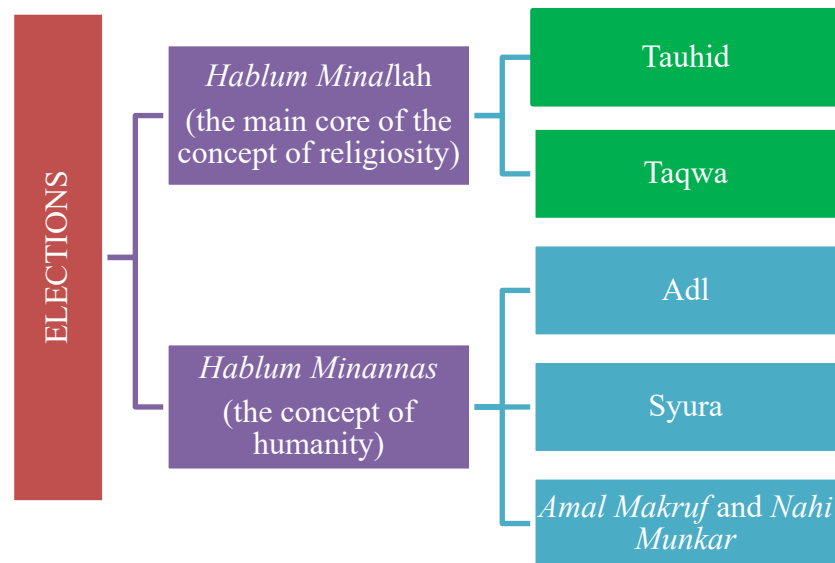 ELECTIONS
Hablum Minallah
(the main core of the
concept of religiosity)
Tauhid
Taqwa
Hablum Minannas
(the concept of
humanity)
Adl
Syura
Amal Makruf and Nahi
Munkar